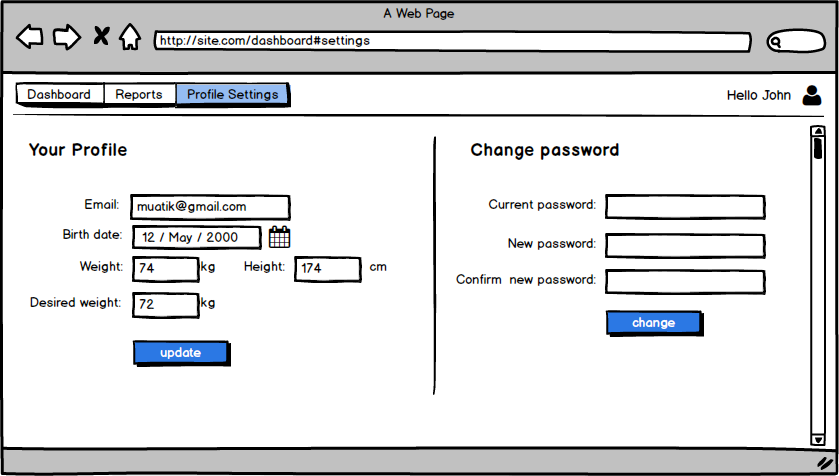 A Web Page
http://site.com/dashboard#settings
Dashboard Reports Profile Settings Hello John
Your Profile
Email: muatik@gmail.com
Birth date: 12 / May / 2000
Weight: 74 kg Height: 174 cm
Desired weight: 72 kg
update
Change password
Current password:
New password:
Confirm new password:
change